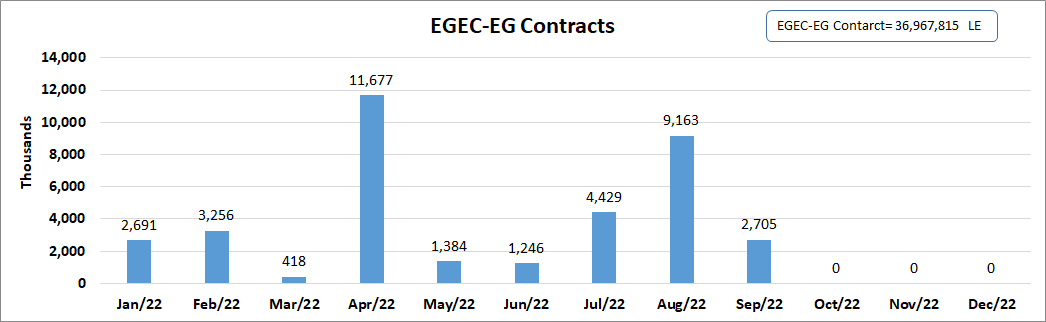 EGEC-EG Contracts
EGEC-EG Contarct= 36,967,815 LE
Thousands
14,000
12,000
10,000
8,000
6,000
4,000
2,000
0
2,691
3,256
418
11,677
1,384
1,246
4,429
9,163
2,705
0
0
0
Jan/22
Feb/22
Mar/22
Apr/22
May/22
Jun/22
Jul/22
Aug/22
Sep/22
Oct/22
Nov/22
Dec/22